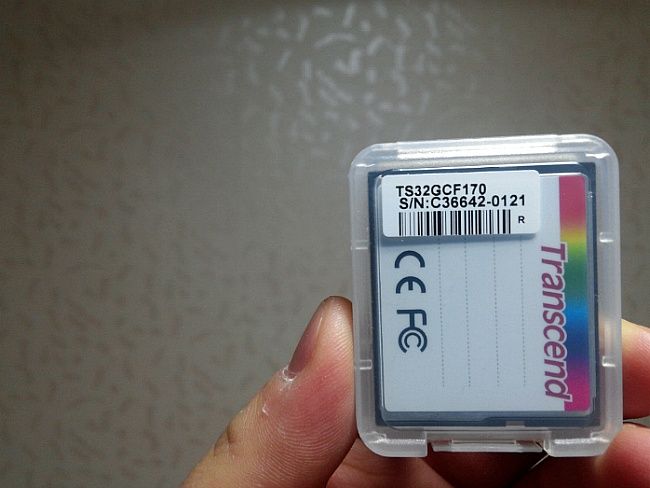 TS32GCF170
S/N:C36642-0121
R
Transcend
CE FC